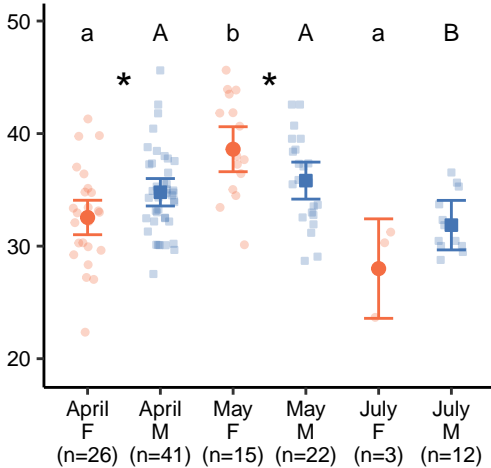 50
a A b A a B
* *
40
30
20
April April May May July July
F M F M F M
(n=26) (n=41) (n=15) (n=22) (n=3) (n=12)